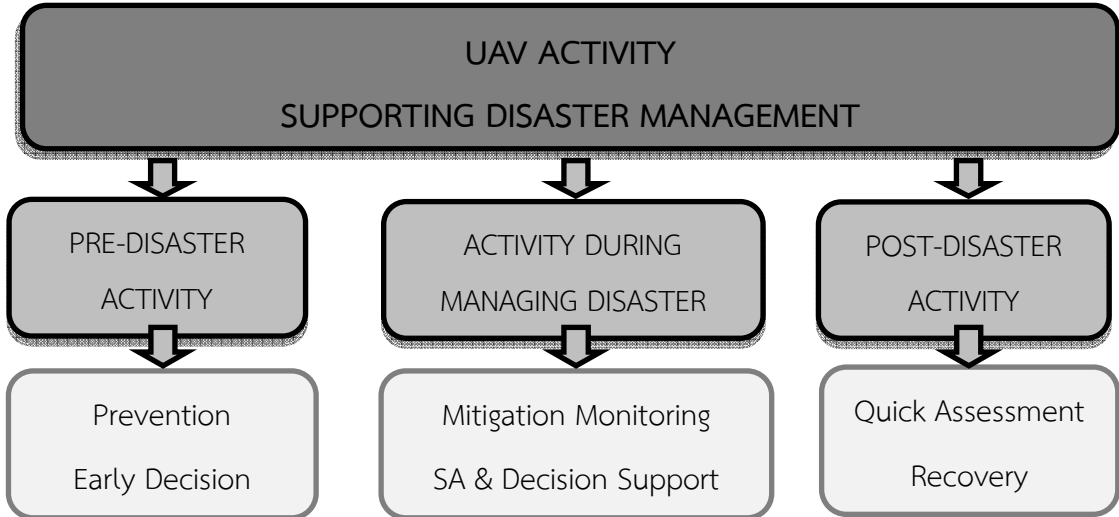 UAV ACTIVITY
SUPPORTING DISASTER MANAGEMENT
PRE-DISASTER
ACTIVITY
ACTIVITY DURING
MANAGING DISASTER
POST-DISASTER
ACTIVITY
Prevention
Early Decision
Mitigation Monitoring
SA & Decision Support
Quick Assessment
Recovery